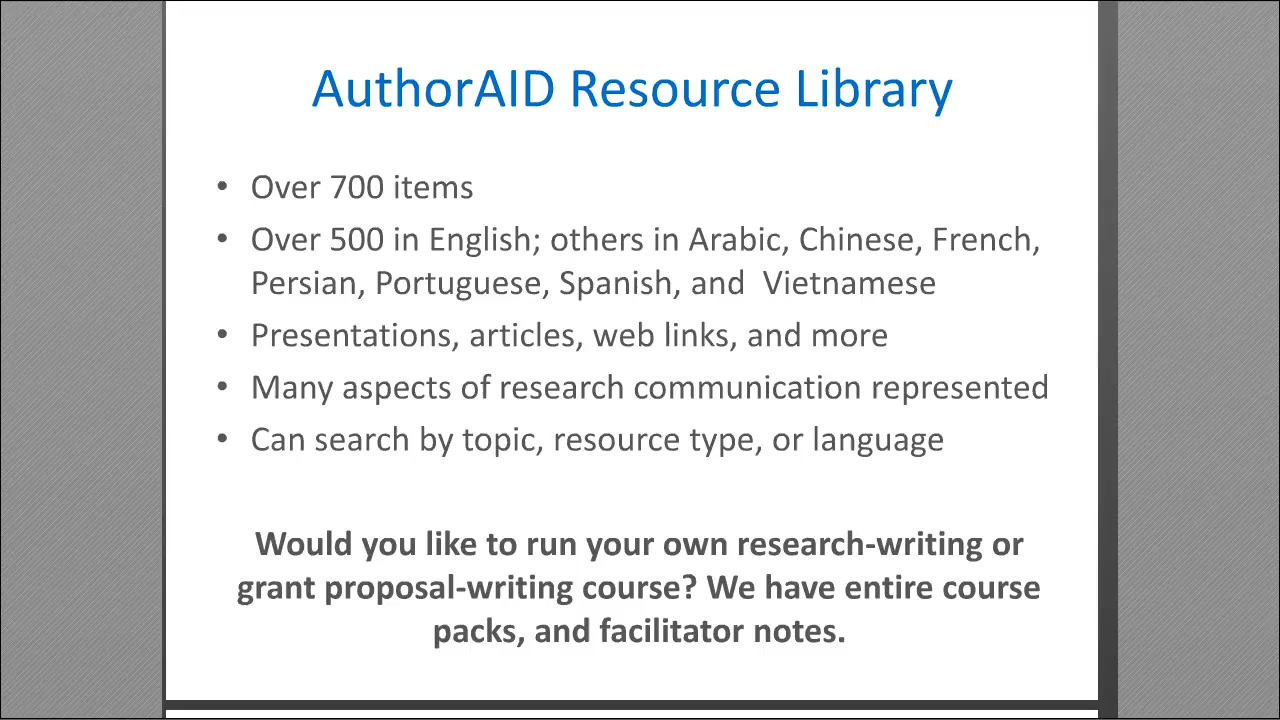 AuthorAID Resource Library
• Over 700 items
• Over 500 in English; others in Arabic, Chinese, French,
Persian, Portuguese, Spanish, and  Vietnamese
• Presentations, articles, web links, and more
• Many aspects of research communication represented
• Can search by topic, resource type, or language
Would you like to run your own research-writing or
grant proposal-writing course? We have entire course
packs, and facilitator notes.